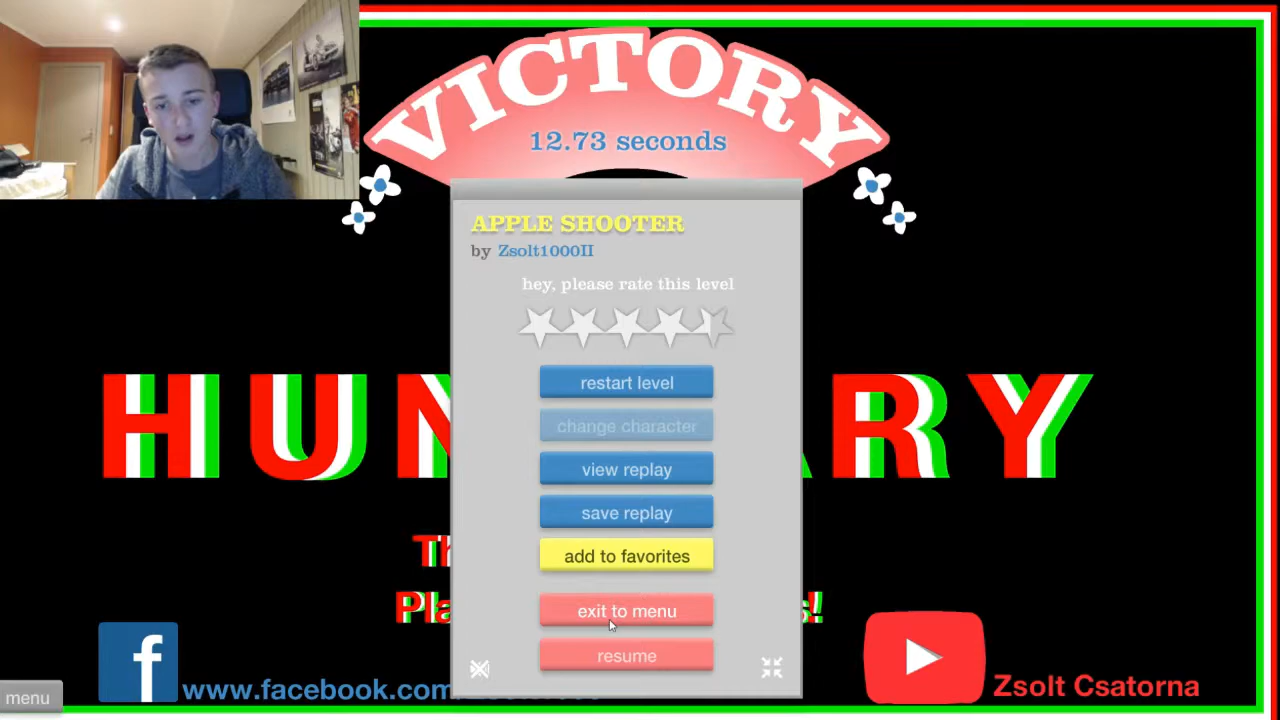 VICTORY
12.73 seconds
APPLE SHOOTER
by Zsolt1000II
hey, please rate this level
restart level
change character
view replay
save replay
add to favorites
exit to menu
resume
menu
f www.facebook.com
Zsolt Csatorna